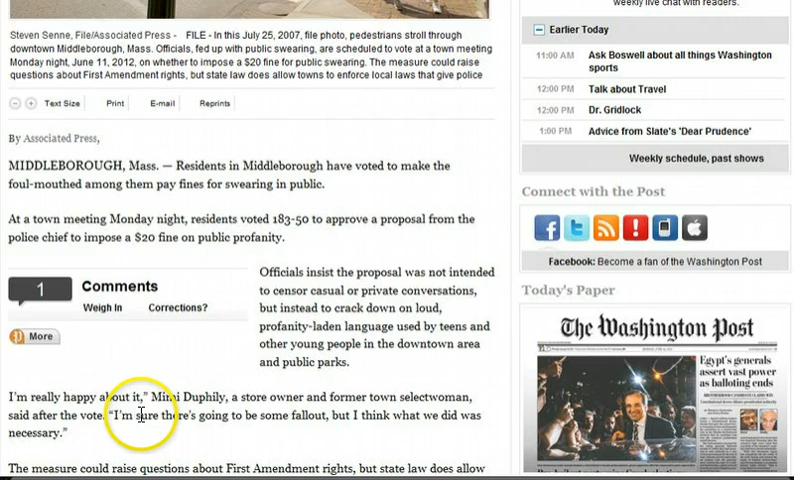 Steven Senne, File/Associated Press - FILE - In this July 25, 2007, file photo, pedestrians stroll through
downtown Middleborough, Mass. Officials, fed up with public swearing, are scheduled to vote at a town meeting
Monday night, June 11, 2012, on whether to impose a $20 fine for public swearing. The measure could raise
questions about First Amendment rights, but state law does allow towns to enforce local laws that give police
Text Size Print E-mail Reprints
By Associated Press,
MIDDLEBOROUGH, Mass. — Residents in Middleborough have voted to make the
foul-mouthed among them pay fines for swearing in public.
At a town meeting Monday night, residents voted 183-50 to approve a proposal from the
police chief to impose a $20 fine on public profanity.
1 Comments
Weigh In Corrections?
More
Officials insist the proposal was not intended
to censor casual or private conversations,
but instead to crack down on loud,
profanity-laden language used by teens and
other young people in the downtown area
and public parks.
I'm really happy about it,” Mimi Duphily, a store owner and former town selectwoman,
said after the vote. “I'm sure there's going to be some fallout, but I think what we did was
necessary.”
The measure could raise questions about First Amendment rights, but state law does allow
weekly live chat with readers.
Earlier Today
11:00 AM Ask Boswell about all things Washington
sports
12:00 PM Talk about Travel
12:00 PM Dr. Gridlock
1:00 PM Advice from Slate's 'Dear Prudence'
Weekly schedule, past shows
Connect with the Post
Facebook: Become a fan of the Washington Post
Today's Paper
The Washington Post
Egypt's generals
assert vast power
as balloting ends